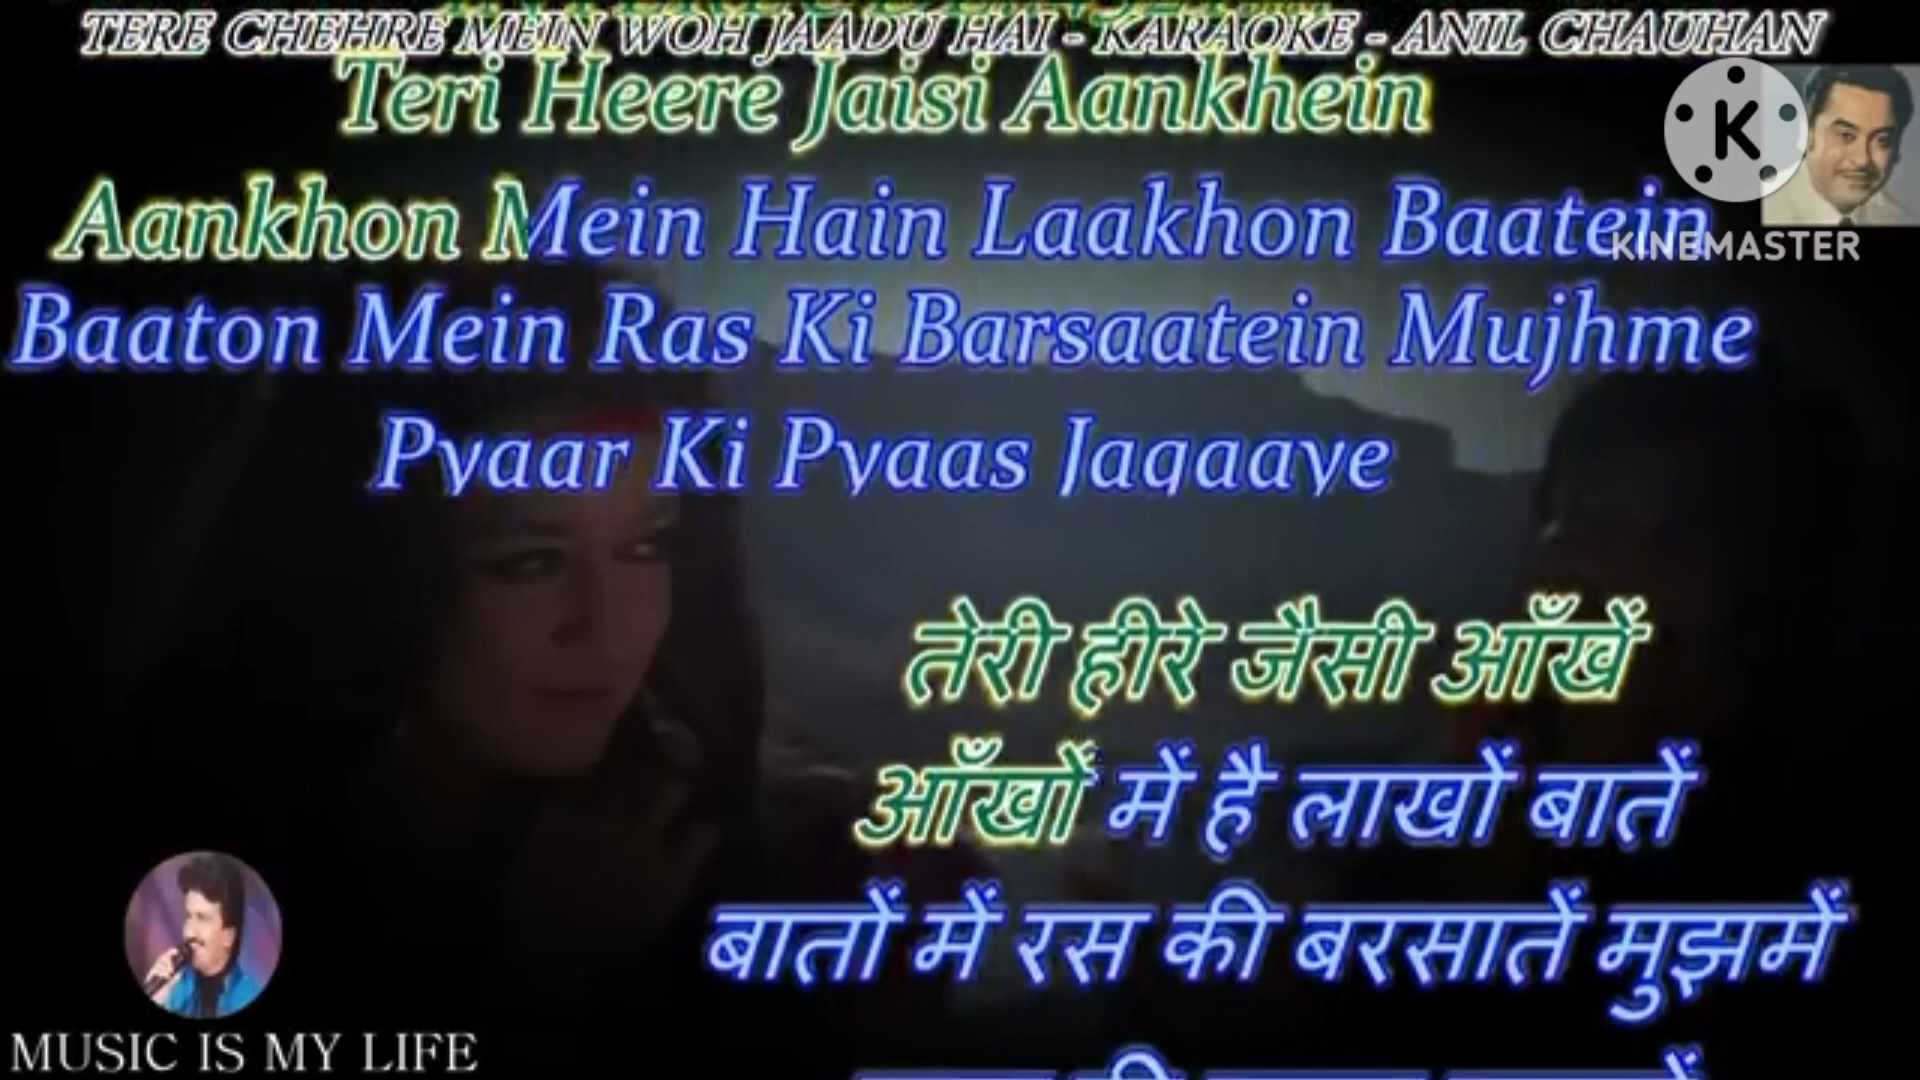 TERE CHEHRE MEIN WOH JAADU HAI - KARAOKE - ANIL CHAUHAN
Teri Heere Jaisi Aankhein
Aankhon Mein Hain Laakhon Baatein
K
KINEMASTER
Baaton Mein Ras Ki Barsaatein Mujhme
Pyaar Ki Pyaas Jagaaye
तेरी हीरे जैसी आँखें
आँखों में है लाखों बातें
बातों में रस की बरसातें मुझमें
MUSIC IS MY LIFE